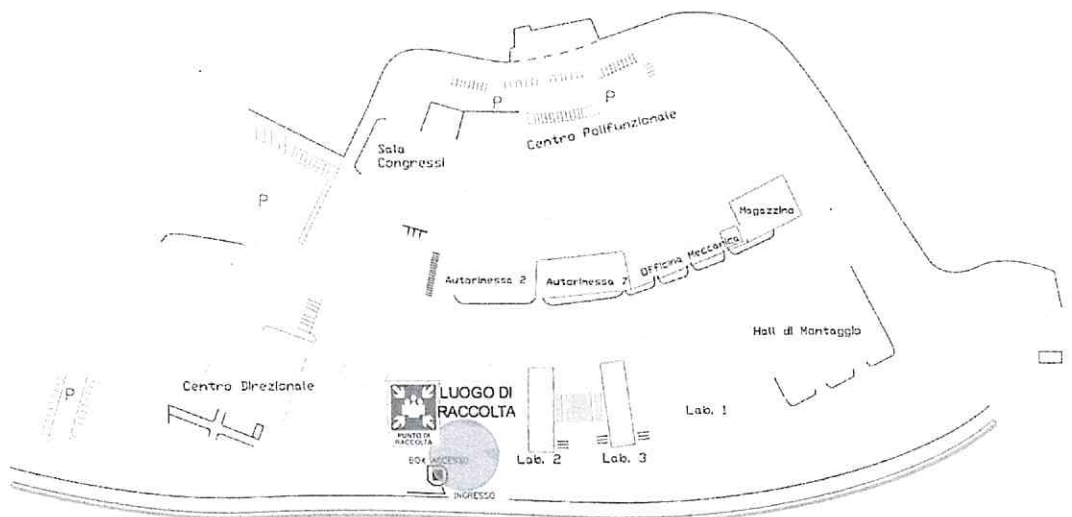 P
P
Centro Polifunzionale
Sala
Congressi
P
Magazzino
Officina Meccanica
Autorimessa 2
Autorimessa ?
Hall di Montaggio
P
Centro Direzionale
LUOGO DI
RACCOLTA
PUNTO DI
RACCOLTA
Lab. 1
Lab. 2
Lab. 3
BOX ACCESSO
INGRESSO